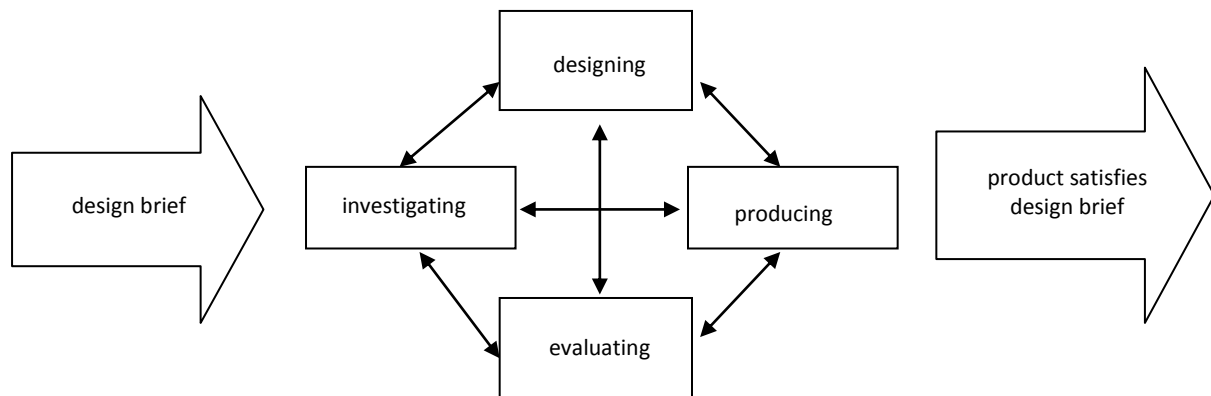 designing
design brief
investigating
producing
product satisfies
design brief
evaluating